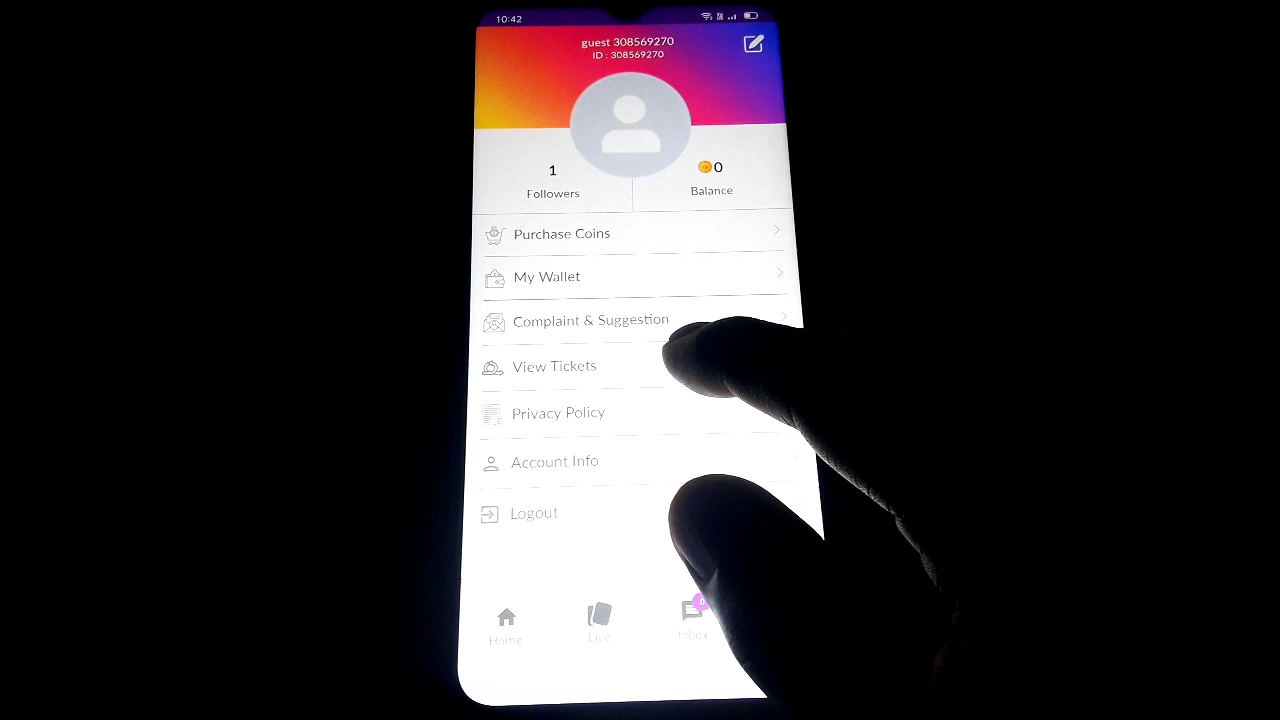 10:42
guest 308569270
ID : 308569270
1
Followers
0
Balance
Purchase Coins
My Wallet
Complaint & Suggestion
View Tickets
Privacy Policy
Account Info
Logout
0
Home
Live
Inbox